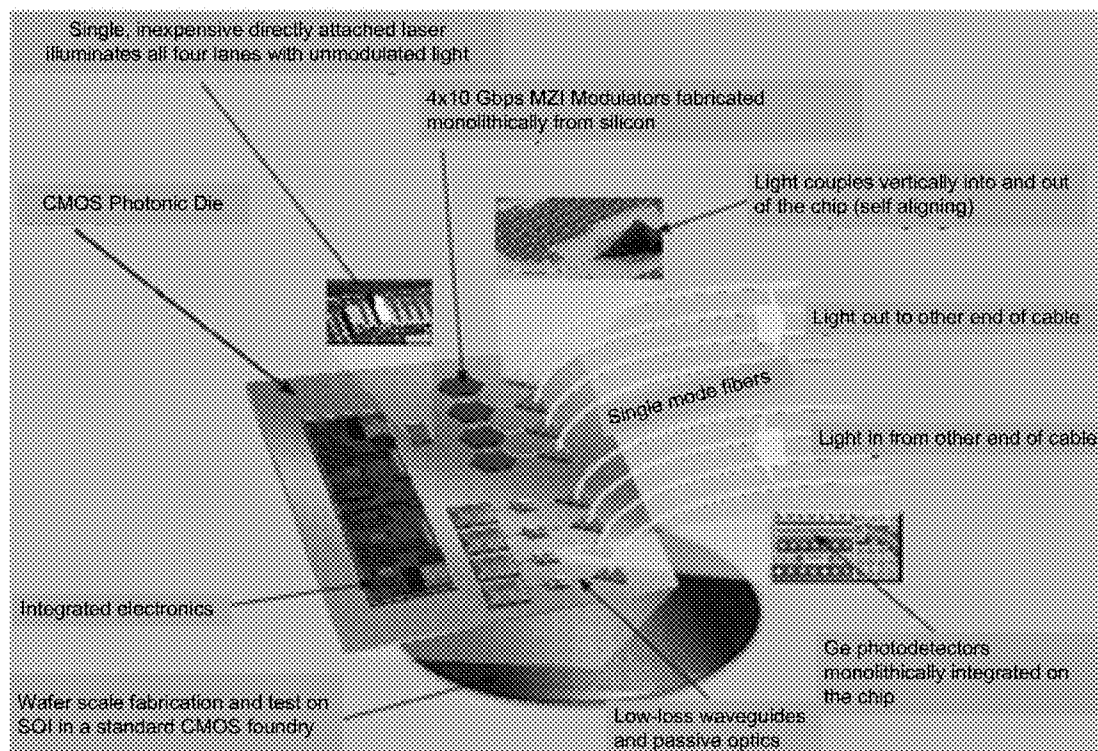 Single, inexpensive directly attached laser
illuminates all four lanes with unmodulated light
4x10 Gbps MZI Modulators fabricated
monolithically from silicon
CMOS Photonic Die
Light couples vertically into and out
of the chip (self aligning)
Light out to other end of cable
Single mode fibers
Light in from other end of cable
Integrated electronics
Ge photodetectors
monolithically integrated on
the chip
Wafer scale fabrication and test on
SOI in a standard CMOS foundry
Low-loss waveguides
and passive optics